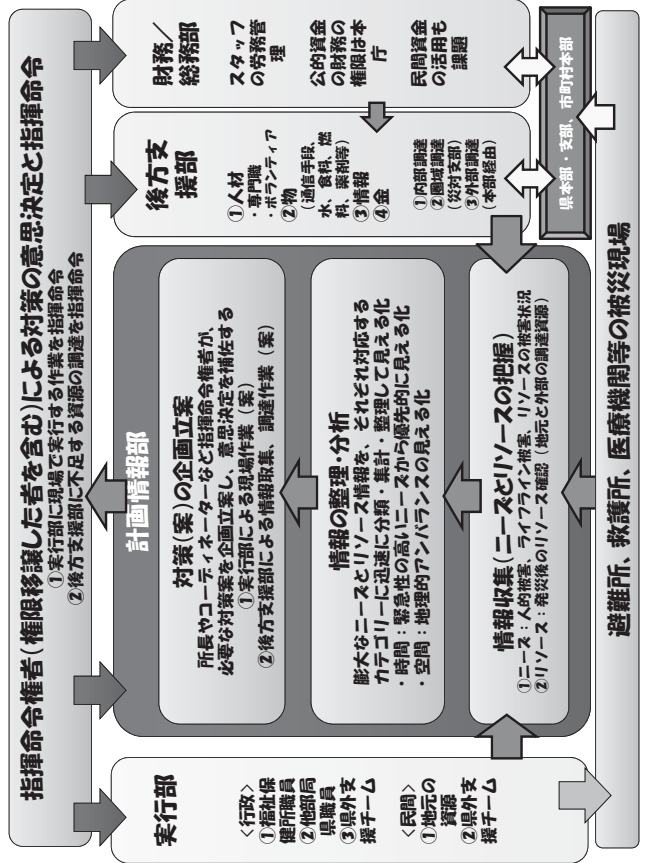 指揮命令権者（権限移譲した者を含む）による対策の意思決定と指揮命令
①実行部に現場で実行する作業を指揮命令
②後方支援部に不足する資源の調達を指揮命令
実行部
〈行政〉
①福祉保
健所職員
②他部局
県職員
③県外支
援チーム
〈民間〉
①地元の
資源
②県外支
援チーム
計画情報部
対策（案）の企画立案
所長やコーディネーターなど指揮命令権者が、
必要な対策案を企画立案し、意思決定を補佐する
①実行部による現場作業（案）
②後方支援部による情報収集、調達作業（案）
情報の整理・分析
膨大なニーズとリソース情報を、それぞれ対応する
カテゴリーに迅速に分類・集計・整理して見える化
・時間：緊急性の高いニーズから優先的に見える化
・空間：地理的アンバランスの見える化
情報収集（ニーズとリソースの把握）
①ニーズ：人的被害、ライフライン被害、リソースの被害状況
②リソース：発災後のリソース確認（地元と外部の調達資源）
後方支
援部
①人材
・専門職
・ボランティア
②物
（通信手段、
水、食料、燃
料、薬剤等）
③情報
④金
①内部調達
②圏域調達
（災対支部）
③外部調達
（本部経由）
財務／
総務部
スタッフ
の労務管
理
公的資金
の財務の
権限は本
庁
民間資金
の活用も
課題
県本部・支部、市町村本部
避難所、救護所、医療機関等の被災現場